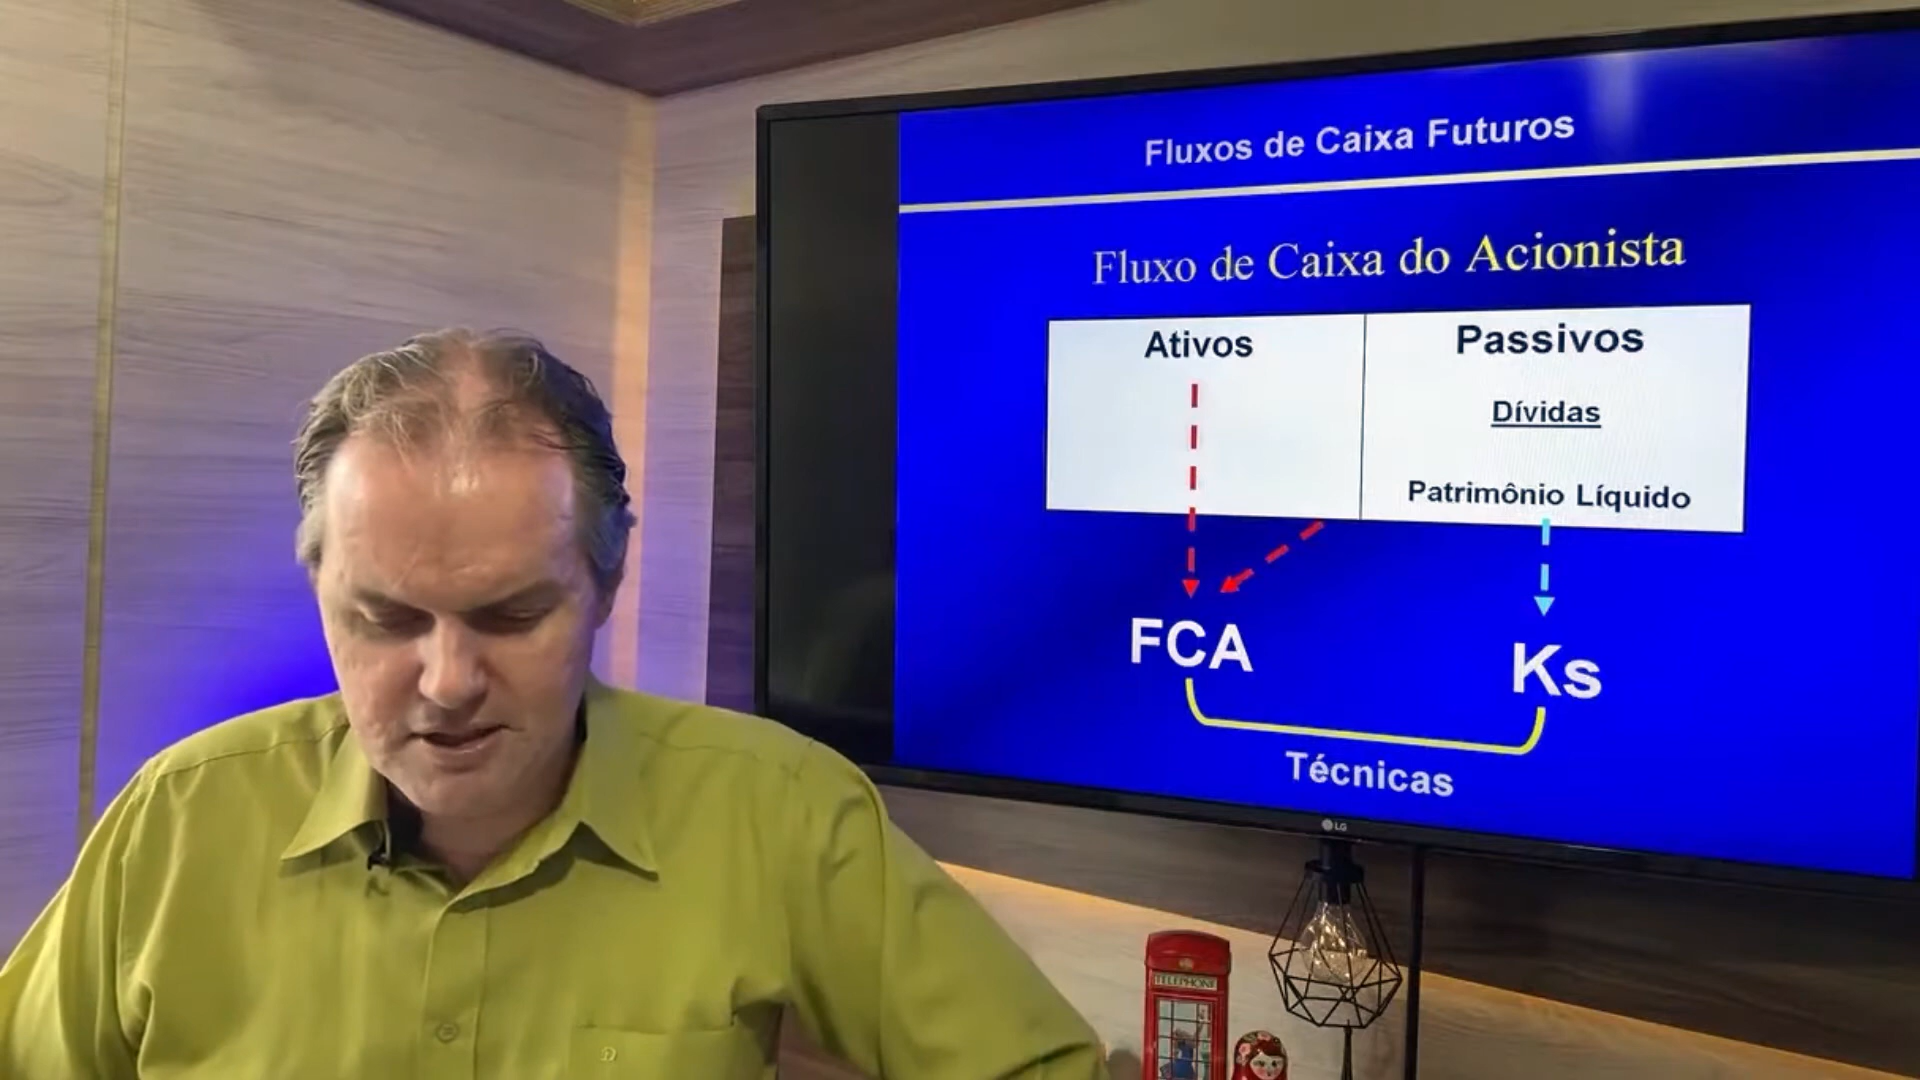 Fluxos de Caixa Futuros
Fluxo de Caixa do Acionista
Ativos
Passivos
Dívidas
Patrimônio Líquido
FCA
Ks
Técnicas
LG
TELEPHONE